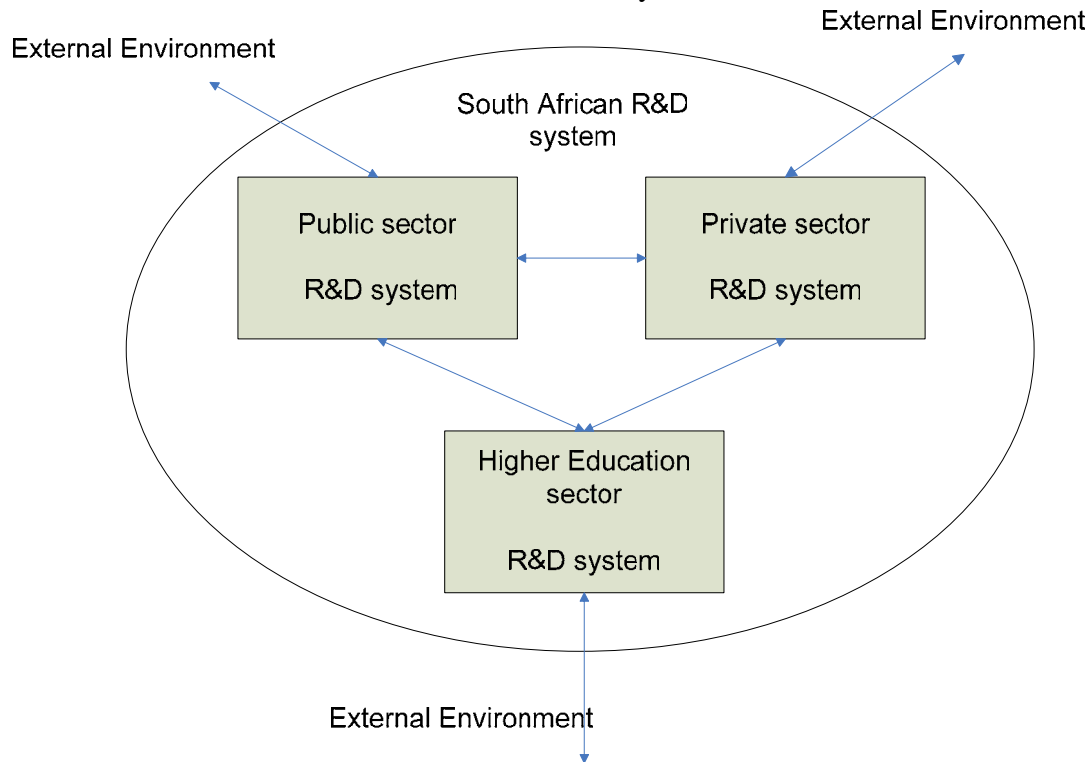 External Environment
External Environment
South African R&D
system
Public sector
R&D system
Private sector
R&D system
Higher Education
sector
R&D system
External Environment